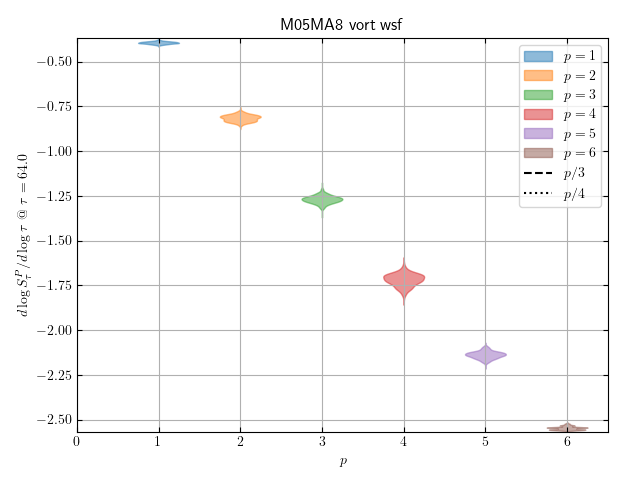 M05MA8 vort wsf
d log S_τ^P / d log τ @ τ = 64.0
−0.50
−0.75
−1.00
−1.25
−1.50
−1.75
−2.00
−2.25
−2.50
p = 1
p = 2
p = 3
p = 4
p = 5
p = 6
p/3
p/4
0 1 2 3 4 5 6
p